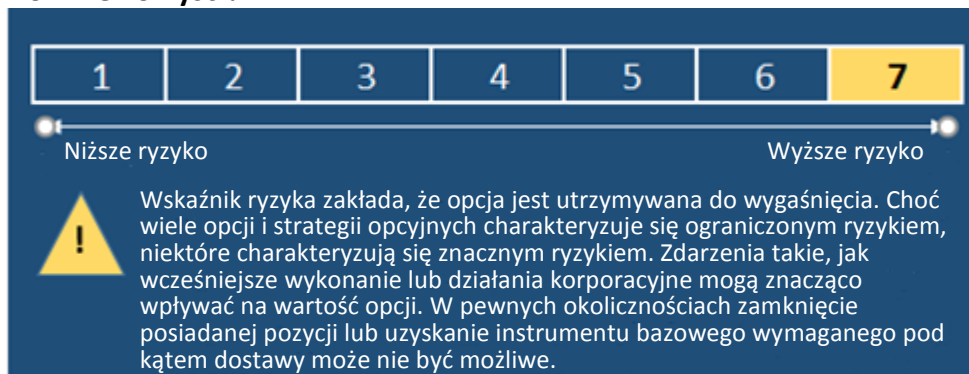 1 2 3 4 5 6 7
Niższe ryzyko Wyższe ryzyko
! Wskaźnik ryzyka zakłada, że opcja jest utrzymywana do wygaśnięcia. Choć
wiele opcji i strategii opcyjnych charakteryzuje się ograniczonym ryzykiem,
niektóre charakteryzują się znacznym ryzykiem. Zdarzenia takie, jak
wcześniejsze wykonanie lub działania korporacyjne mogą znacząco
wpływać na wartość opcji. W pewnych okolicznościach zamknięcie
posiadanej pozycji lub uzyskanie instrumentu bazowego wymaganego pod
kątem dostawy może nie być możliwe.